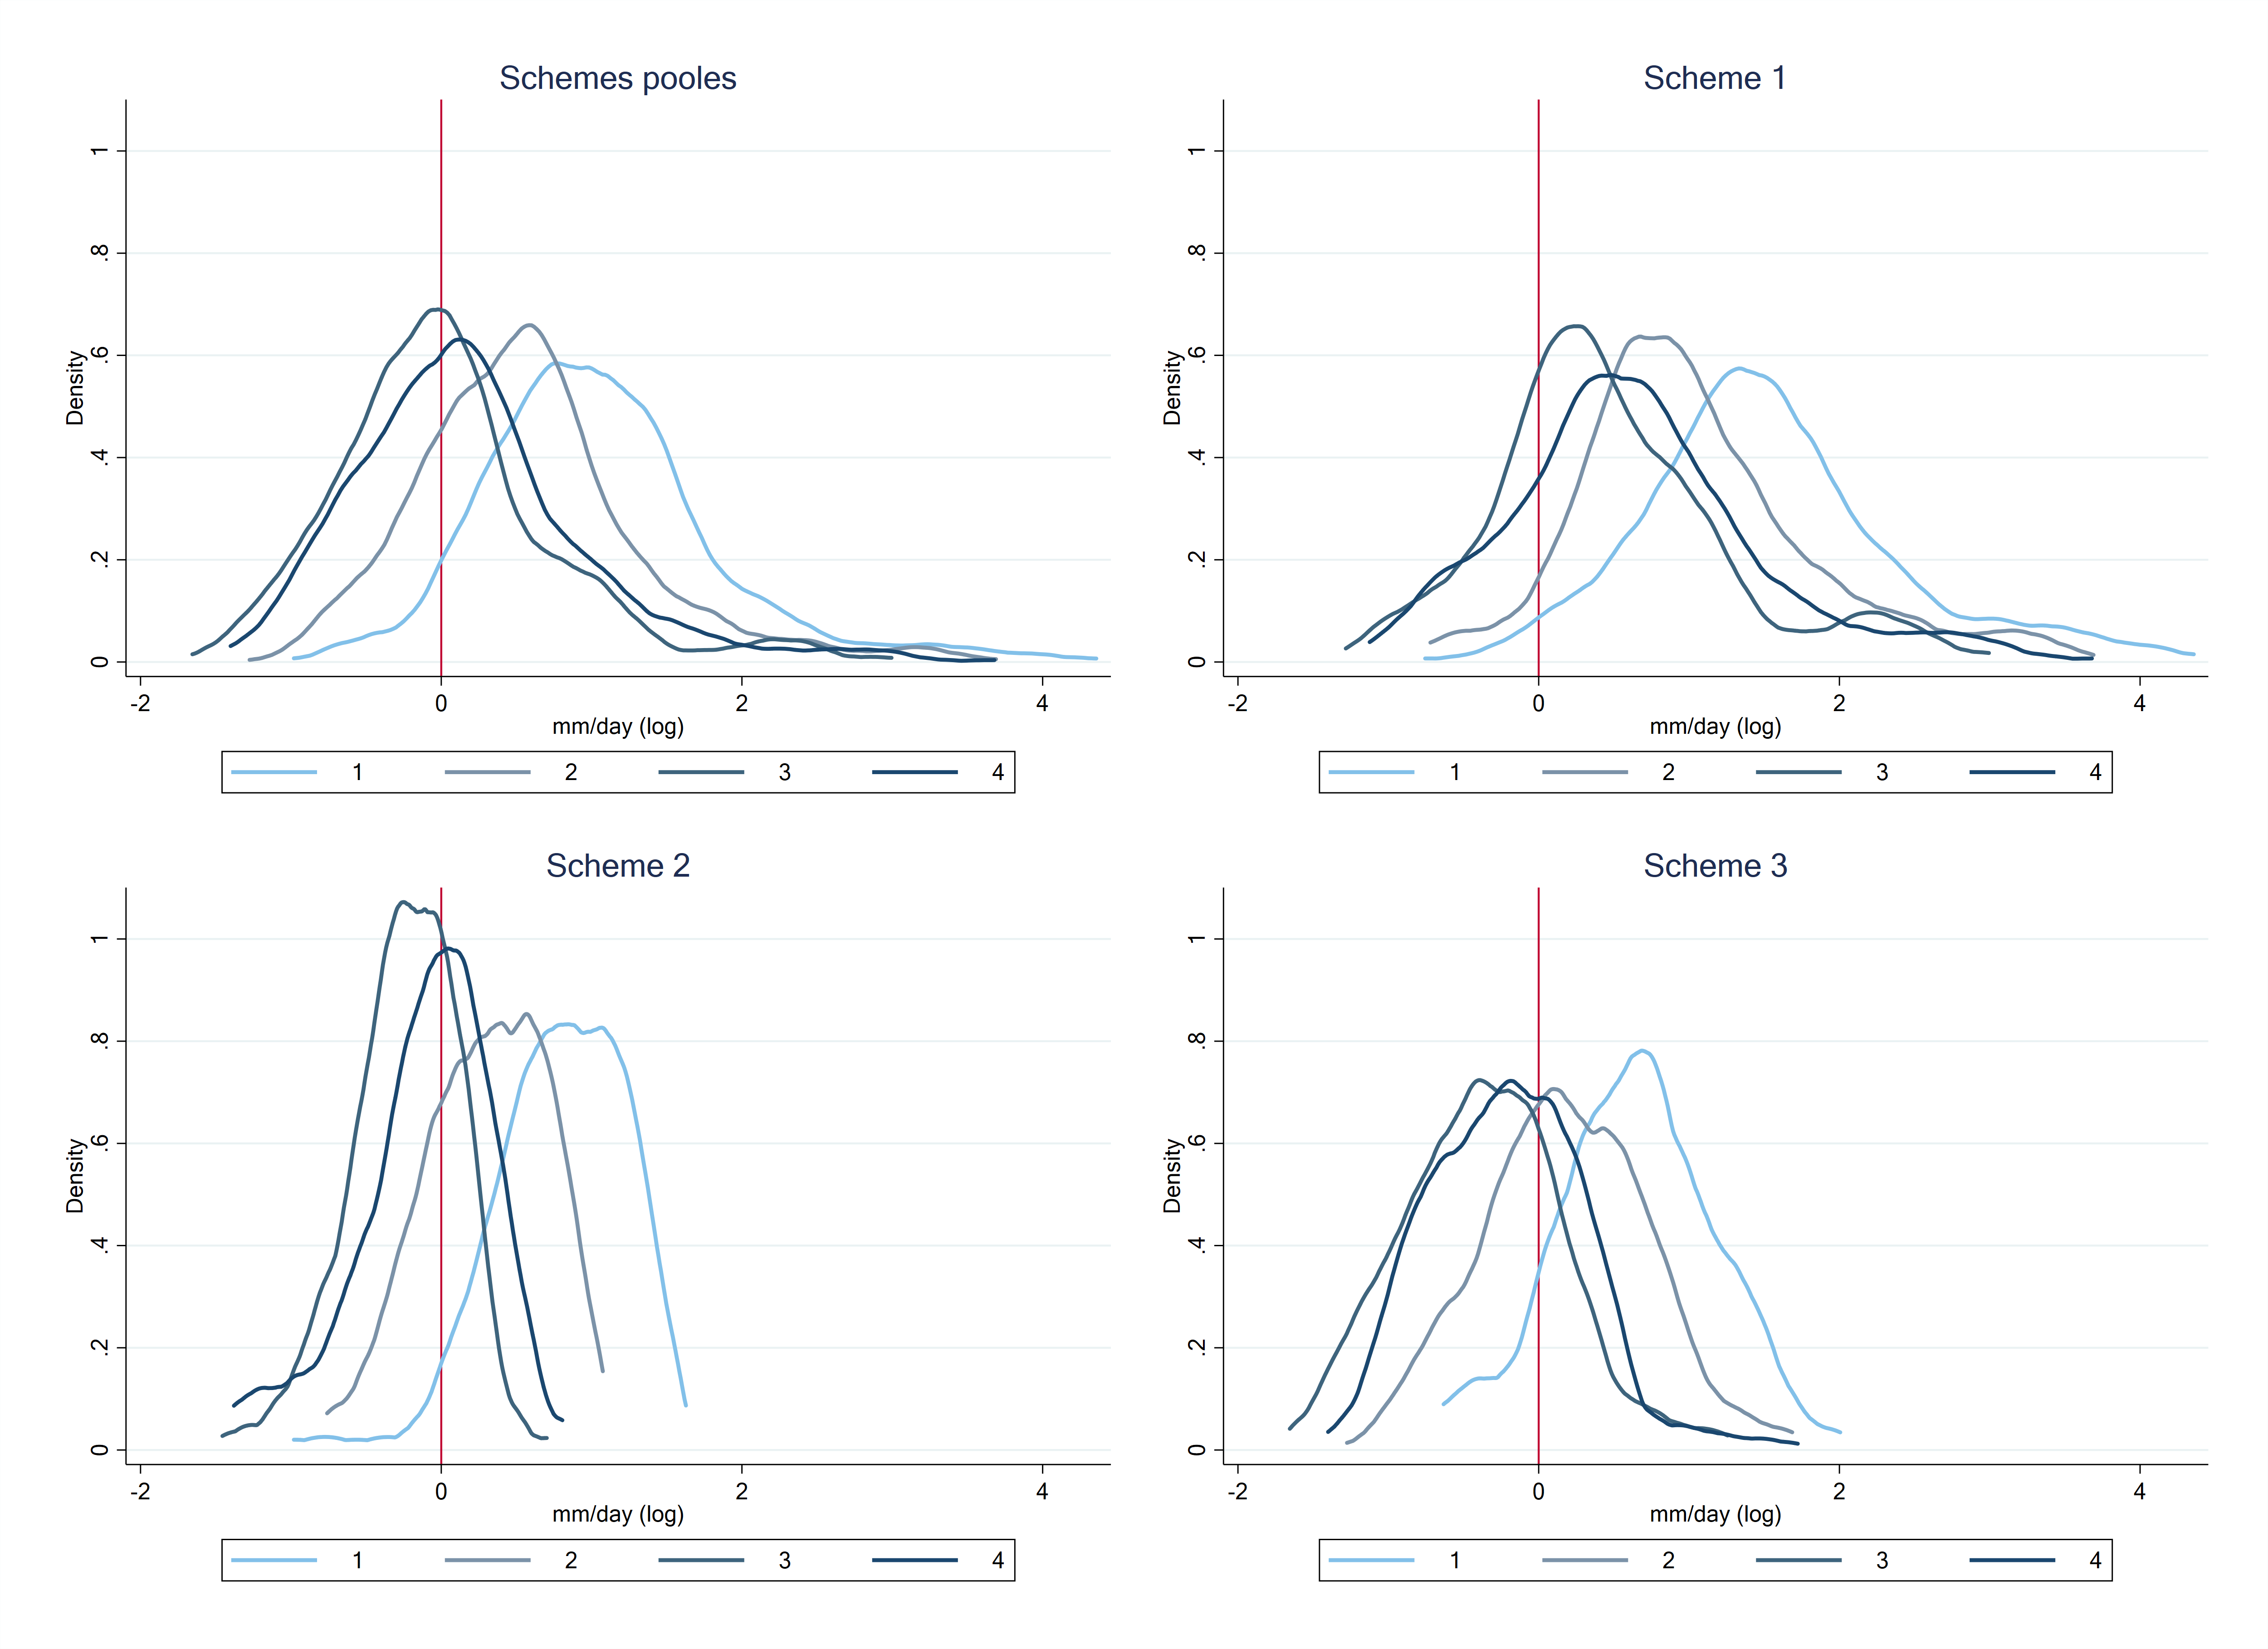 Schemes pooles
Density
0 .2 .4 .6 .8 1
-2 0 2 4
mm/day (log)
1 2 3 4
Scheme 1
Density
0 .2 .4 .6 .8 1
-2 0 2 4
mm/day (log)
1 2 3 4
Scheme 2
Density
0 .2 .4 .6 .8 1
-2 0 2 4
mm/day (log)
1 2 3 4
Scheme 3
Density
0 .2 .4 .6 .8 1
-2 0 2 4
mm/day (log)
1 2 3 4